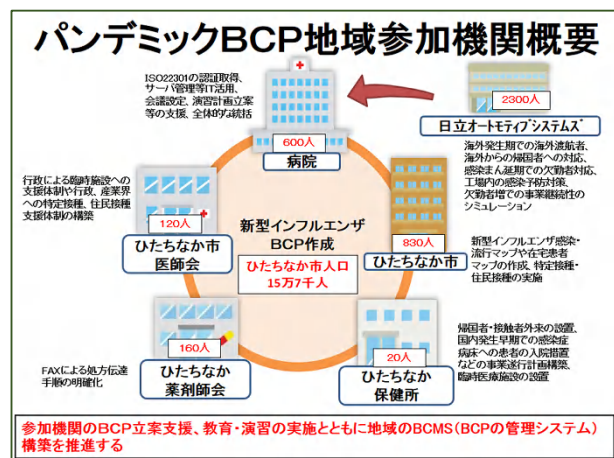 パンデミックBCP地域参加機関概要
ISO22301の認証取得、
サーバ管理等IT活用、
会議設定、演習計画立案
等の支援、全体的な統括
600人
病院
2300人
日立オートモティブシステムズ
海外発生期での海外渡航者、
海外からの帰国者への対応、
感染まん延期での欠勤者対応、
工場内の感染予防対策、
欠勤者増での事業継続性の
シミュレーション
行政による臨時施設への
支援体制や行政、産業界
への特定接種、住民接種
支援体制の構築
120人
ひたちなか市
医師会
新型インフルエンザ
BCP作成
ひたちなか市人口
15万7千人
830人
ひたちなか市
新型インフルエンザ感染・
流行マップや在宅患者
マップの作成、特定接種・
住民接種の実施
160人
ひたちなか
薬剤師会
FAXによる処方伝達
手順の明確化
20人
ひたちなか
保健所
帰国者・接触者外来の設置、
国内発生早期での感染症
病床への患者の入院措置
などの事業遂行計画構築、
臨時医療施設の設置
参加機関のBCP立案支援、教育・演習の実施とともに地域のBCMS(BCPの管理システム)
構築を推進する